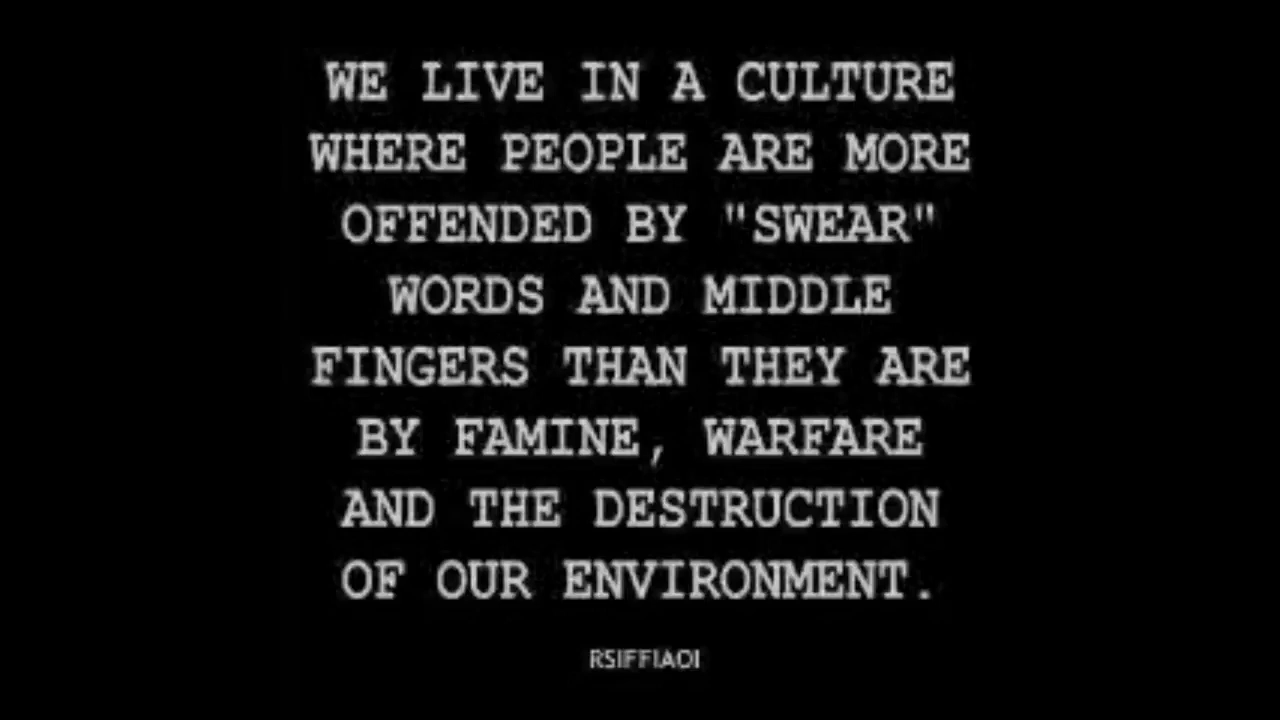 WE LIVE IN A CULTURE
WHERE PEOPLE ARE MORE
OFFENDED BY "SWEAR"
WORDS AND MIDDLE
FINGERS THAN THEY ARE
BY FAMINE, WARFARE
AND THE DESTRUCTION
OF OUR ENVIRONMENT.